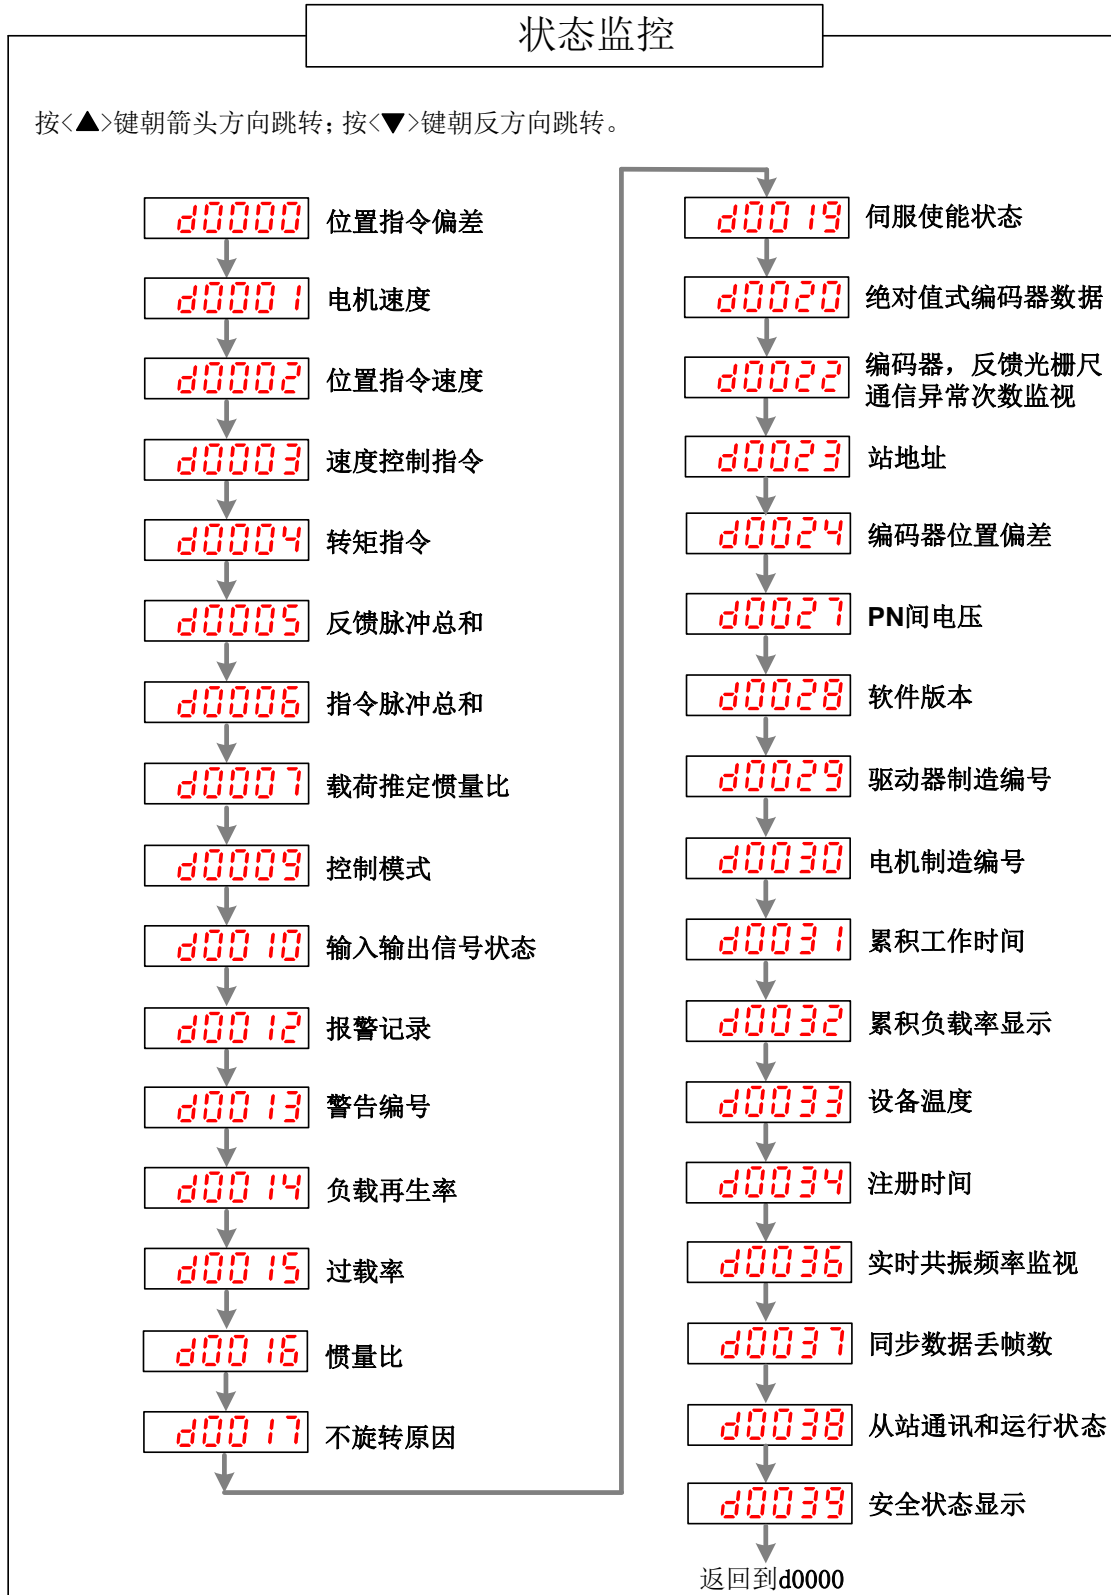 状态监控
按<▲>键朝箭头方向跳转；按<▼>键朝反方向跳转。
d0000 位置指令偏差
d0001 电机速度
d0002 位置指令速度
d0003 速度控制指令
d0004 转矩指令
d0005 反馈脉冲总和
d0006 指令脉冲总和
d0007 载荷推定惯量比
d0009 控制模式
d0010 输入输出信号状态
d0012 报警记录
d0013 警告编号
d0014 负载再生率
d0015 过载率
d0016 惯量比
d0017 不旋转原因
d0019 伺服使能状态
d0020 绝对值式编码器数据
d0022 编码器，反馈光栅尺
通信异常次数监视
d0023 站地址
d0024 编码器位置偏差
d0027 PN间电压
d0028 软件版本
d0029 驱动器制造编号
d0030 电机制造编号
d0031 累积工作时间
d0032 累积负载率显示
d0033 设备温度
d0034 注册时间
d0036 实时共振频率监视
d0037 同步数据丢帧数
d0038 从站通讯和运行状态
d0039 安全状态显示
返回到d0000